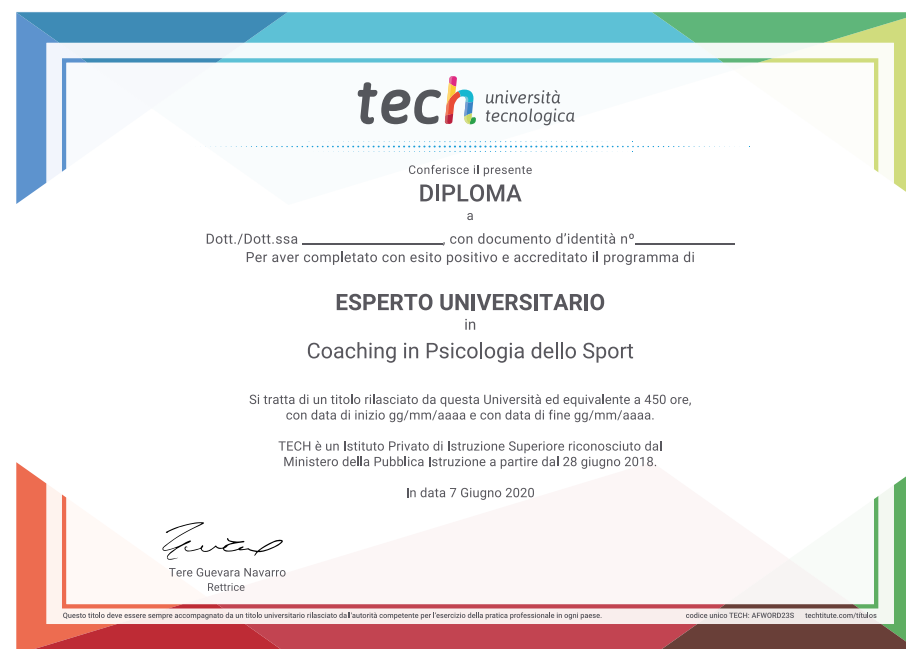 tech università
tecnologica
Conferisce il presente
DIPLOMA
a
Dott./Dott.ssa ____________________, con documento d'identità nº______________
Per aver completato con esito positivo e accreditato il programma di
ESPERTO UNIVERSITARIO
in
Coaching in Psicologia dello Sport
Si tratta di un titolo rilasciato da questa Università ed equivalente a 450 ore,
con data di inizio gg/mm/aaaa e con data di fine gg/mm/aaaa.
TECH è un Istituto Privato di Istruzione Superiore riconosciuto dal
Ministero della Pubblica Istruzione a partire dal 28 giugno 2018.
In data 7 Giugno 2020
Tere Guevara Navarro
Rettrice
Questo titolo deve essere sempre accompagnato da un titolo universitario rilasciato dall'autorità competente per l'esercizio della pratica professionale in ogni paese. codice unico TECH: AFWORD23S techtitute.com/titulos